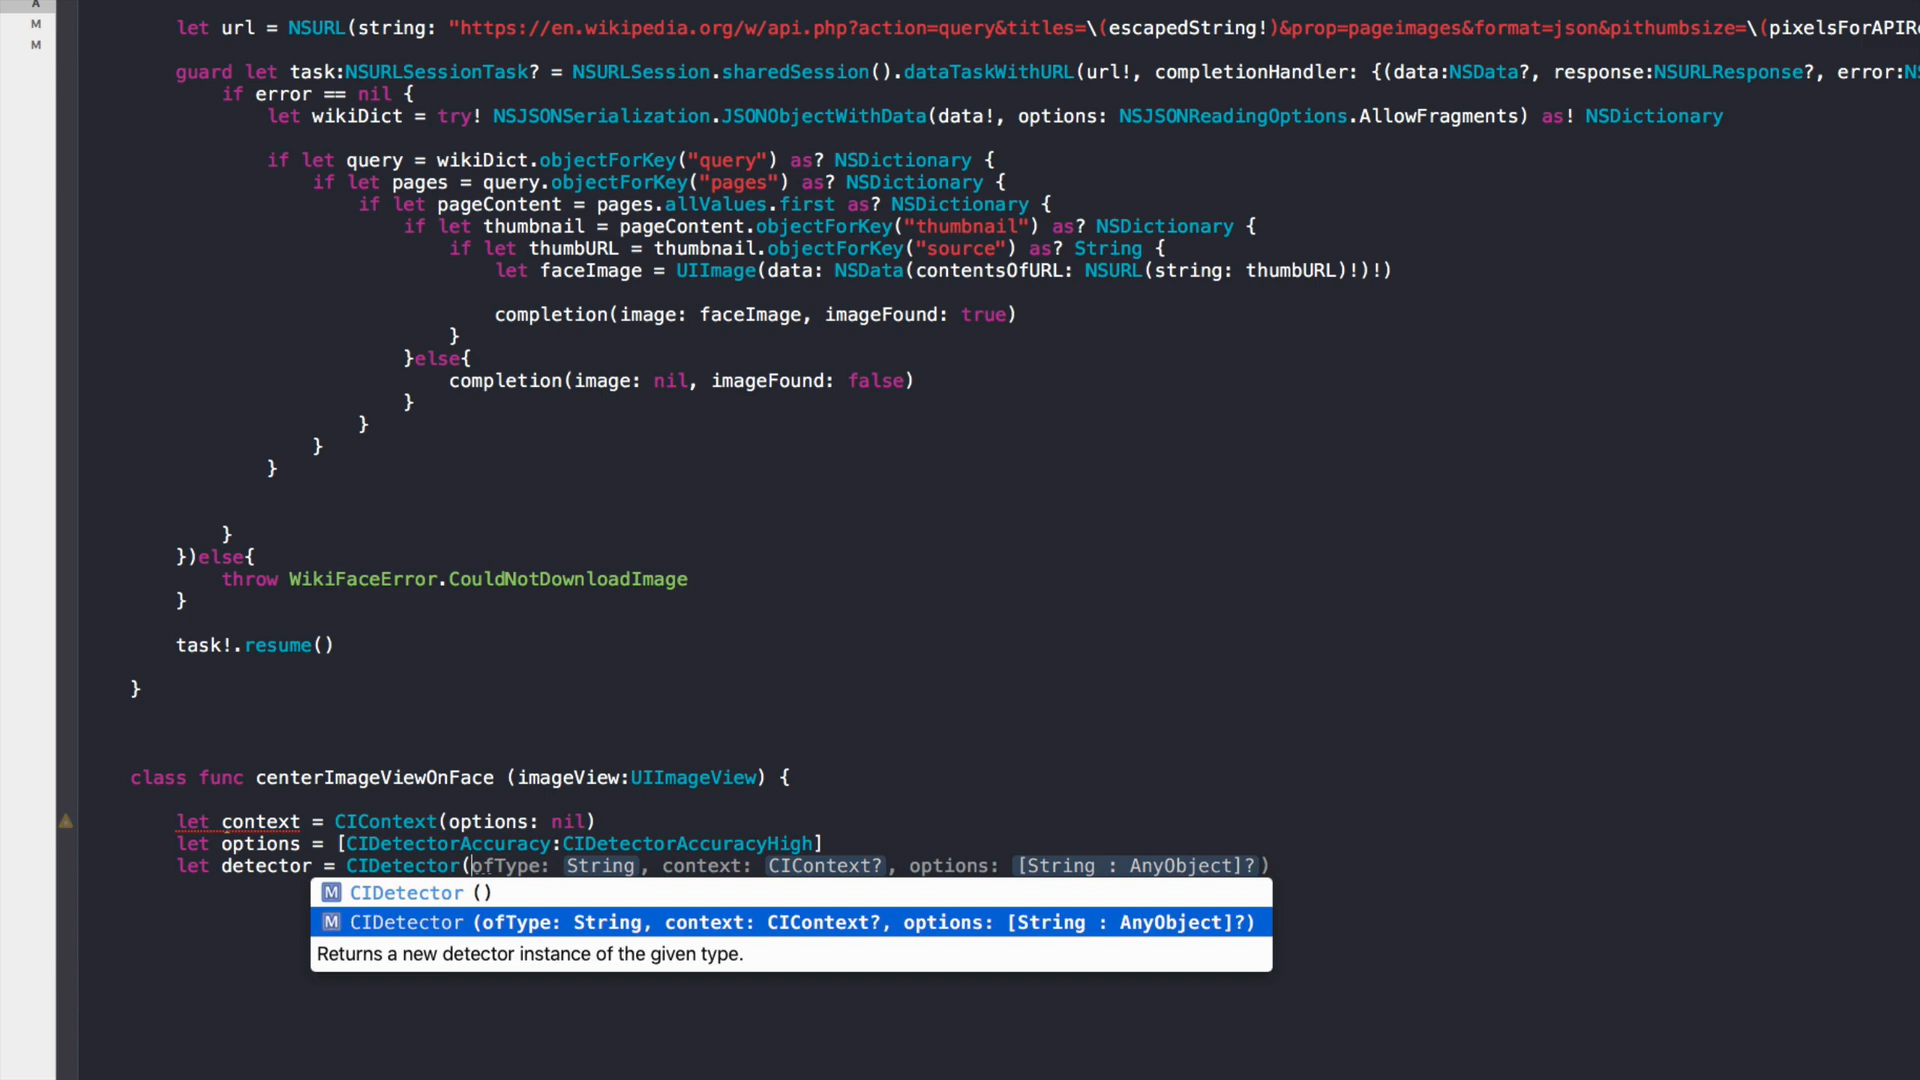 A
M
M
let url = NSURL(string: "https://en.wikipedia.org/w/api.php?action=query&titles=\(escapedString!)&prop=pageimages&format=json&pithumbsize=\(pixelsForAPIR
guard let task:NSURLSessionTask? = NSURLSession.sharedSession().dataTaskWithURL(url!, completionHandler: {(data:NSData?, response:NSURLResponse?, error:N
if error == nil {
let wikiDict = try! NSJSONSerialization.JSONObjectWithData(data!, options: NSJSONReadingOptions.AllowFragments) as! NSDictionary
if let query = wikiDict.objectForKey("query") as? NSDictionary {
if let pages = query.objectForKey("pages") as? NSDictionary {
if let pageContent = pages.allValues.first as? NSDictionary {
if let thumbnail = pageContent.objectForKey("thumbnail") as? NSDictionary {
if let thumbURL = thumbnail.objectForKey("source") as? String {
let faceImage = UIImage(data: NSData(contentsOfURL: NSURL(string: thumbURL)!)!)
completion(image: faceImage, imageFound: true)
}
}else{
completion(image: nil, imageFound: false)
}
}
}
}
}
})else{
throw WikiFaceError.CouldNotDownloadImage
}
task!.resume()
}
class func centerImageViewOnFace (imageView:UIImageView) {
let context = CIContext(options: nil)
let options = [CIDetectorAccuracy:CIDetectorAccuracyHigh]
let detector = CIDetector(ofType: String, context: CIContext?, options: [String : AnyObject]?)
M CIDetector ()
M CIDetector (ofType: String, context: CIContext?, options: [String : AnyObject]?)
Returns a new detector instance of the given type.